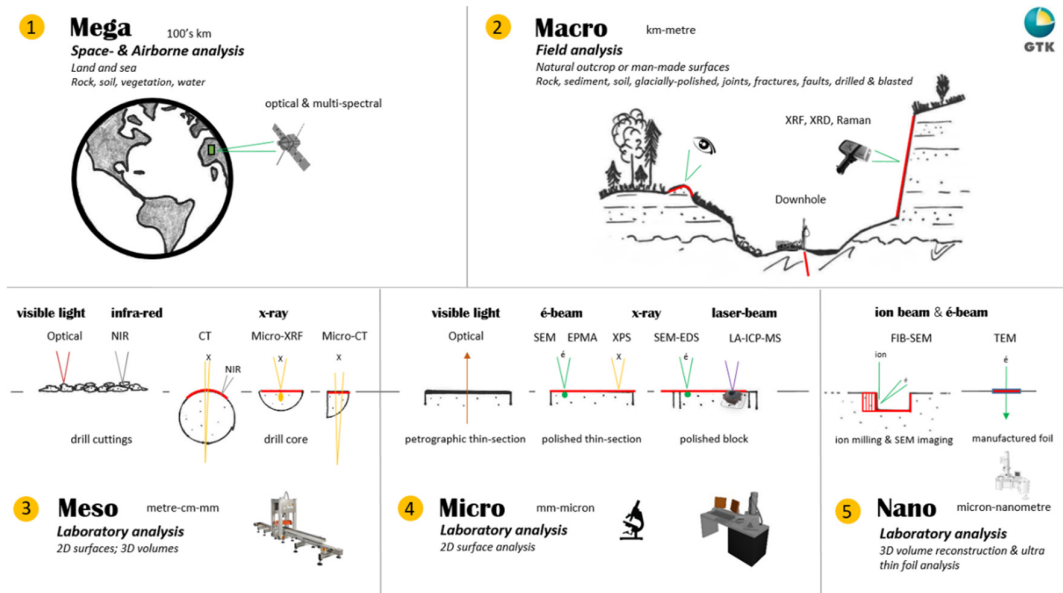 1
Mega
100's km
Space- & Airborne analysis
Land and sea
Rock, soil, vegetation, water
optical & multi-spectral
2
Macro
km-metre
Field analysis
Natural outcrop or man-made surfaces
Rock, sediment, soil, glacially-polished, joints, fractures, faults, drilled & blasted
GTK
XRF, XRD, Raman
Downhole
visible light
infra-red
x-ray
Optical
NIR
CT
Micro-XRF
Micro-CT
X
NIR
X
X
drill cuttings
drill core
3
Meso
metre-cm-mm
Laboratory analysis
2D surfaces; 3D volumes
visible light
é-beam
x-ray
laser-beam
Optical
SEM
EPMA
XPS
SEM-EDS
LA-ICP-MS
é
X
é
petrographic thin-section
polished thin-section
polished block
4
Micro
mm-micron
Laboratory analysis
2D surface analysis
ion beam & é-beam
FIB-SEM
TEM
ion
é
é
ion milling & SEM imaging
manufactured foil
5
Nano
micron-nanometre
Laboratory analysis
3D volume reconstruction & ultra
thin foil analysis